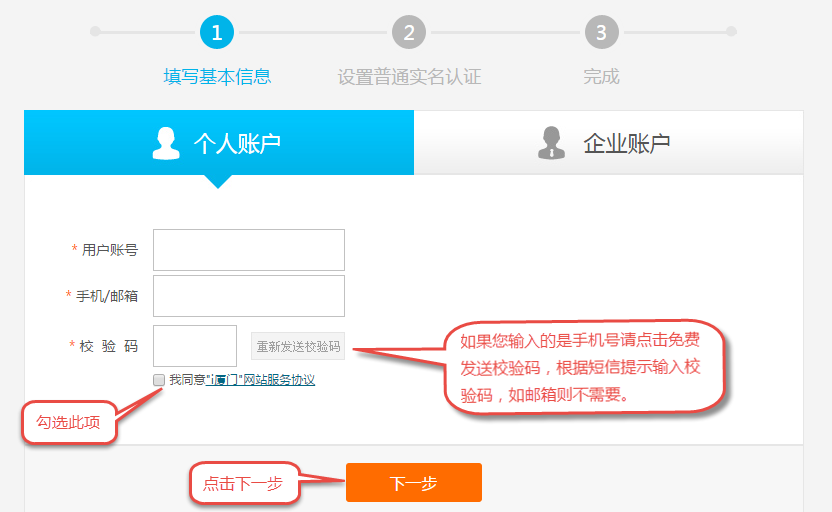 1
2
3
填写基本信息
设置普通实名认证
完成
个人账户
企业账户
* 用户账号
* 手机/邮箱
* 校 验 码
重新发送校验码
如果您输入的是手机号请点击免费
发送校验码，根据短信提示输入校
验码，如邮箱则不需要。
我同意"i厦门"网站服务协议
勾选此项
点击下一步
下一步